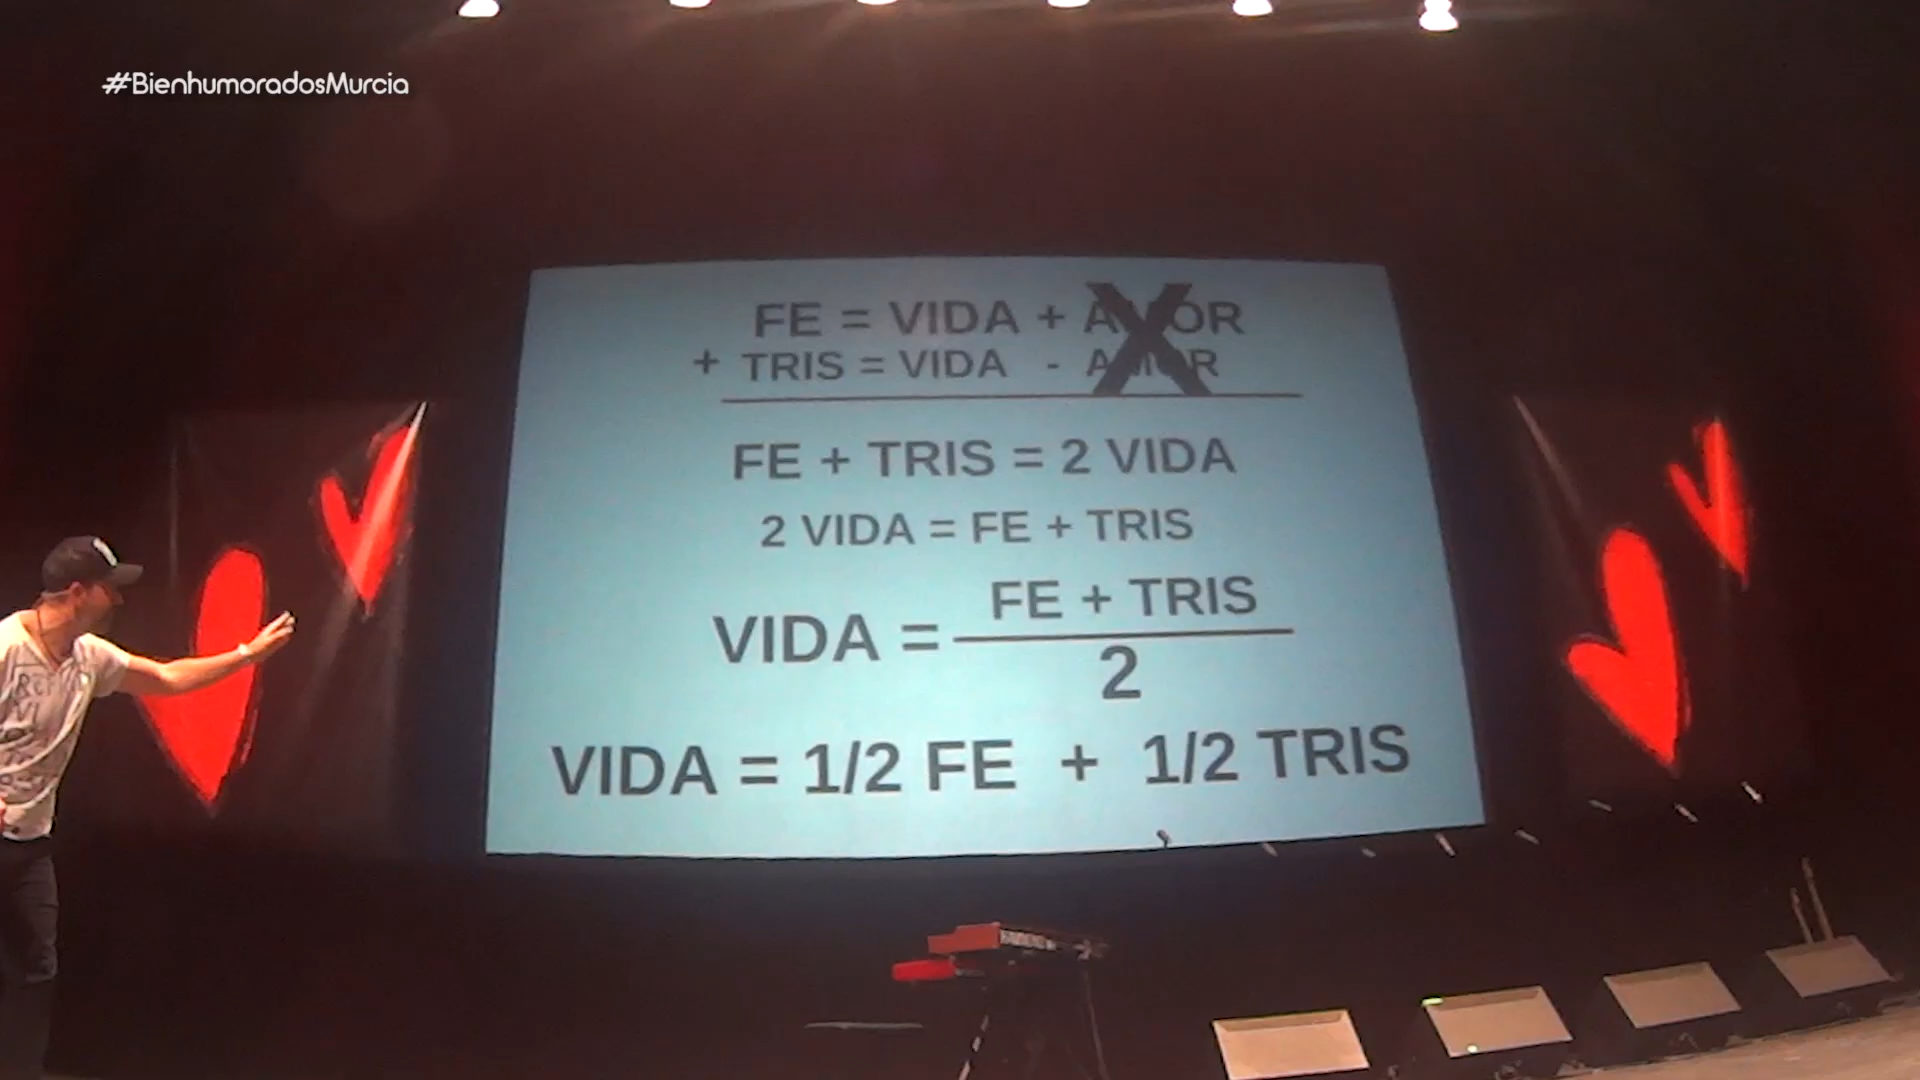 #BienhumoradosMurcia
FE = VIDA + AMOR
+ TRIS = VIDA - AMOR
FE + TRIS = 2 VIDA
2 VIDA = FE + TRIS
VIDA = FE + TRIS
2
VIDA = 1/2 FE + 1/2 TRIS